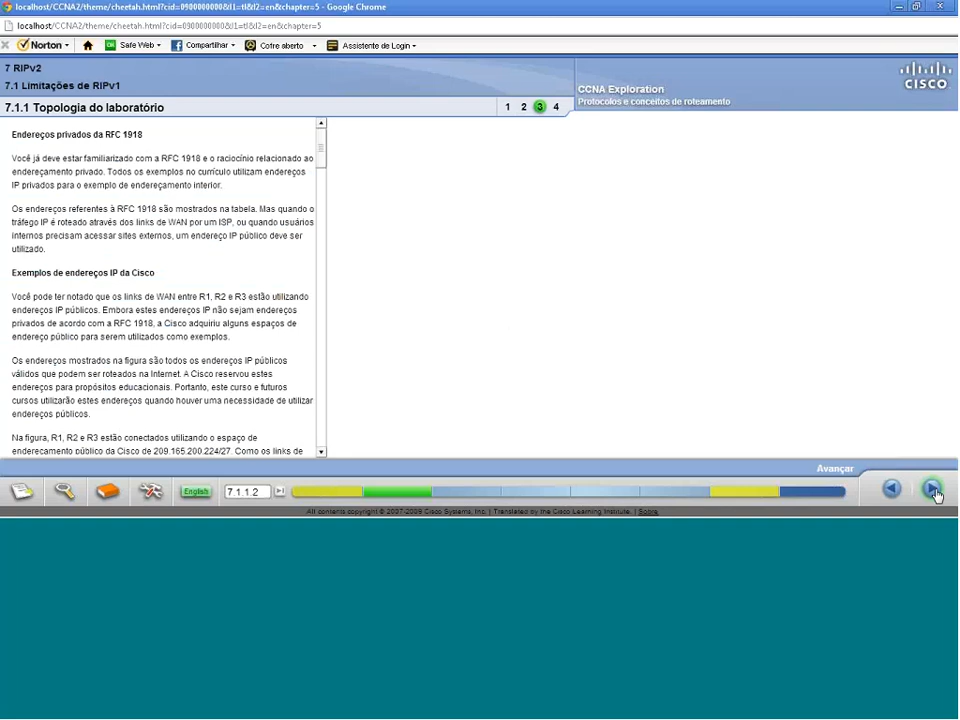 localhost/CCNA2/theme/cheetah.html?cid=0900000000&l1=tl&l2=en&chapter=5 - Google Chrome
localhost/CCNA2/theme/cheetah.html?cid=0900000000&l1=tl&l2=en&chapter=5
Norton
Safe Web
Compartilhar
Cofre aberto
Assistente de Login
7 RIPv2
7.1 Limitações de RIPv1
7.1.1 Topologia do laboratório
1 2 3 4
CCNA Exploration
Protocolos e conceitos de roteamento
CISCO
Endereços privados da RFC 1918
Você já deve estar familiarizado com a RFC 1918 e o raciocínio relacionado ao
endereçamento privado. Todos os exemplos no currículo utilizam endereços
IP privados para o exemplo de endereçamento interior.
Os endereços referentes à RFC 1918 são mostrados na tabela. Mas quando o
tráfego IP é roteado através dos links de WAN por um ISP, ou quando usuários
internos precisam acessar sites externos, um endereço IP público deve ser
utilizado.
Exemplos de endereços IP da Cisco
Você pode ter notado que os links de WAN entre R1, R2 e R3 estão utilizando
endereços IP públicos. Embora estes endereços IP não sejam endereços
privados de acordo com a RFC 1918, a Cisco adquiriu alguns espaços de
endereço público para serem utilizados como exemplos.
Os endereços mostrados na figura são todos os endereços IP públicos
válidos que podem ser roteados na Internet. A Cisco reservou estes
endereços para propósitos educacionais. Portanto, este curso e futuros
cursos utilizarão estes endereços quando houver uma necessidade de utilizar
endereços públicos.
Na figura, R1, R2 e R3 estão conectados utilizando o espaço de
endereçamento público da Cisco de 209.165.200.224/27. Como os links de
Avançar
English
7.1.1.2
All contents copyright © 2007-2009 Cisco Systems, Inc. | Translated by the Cisco Learning Institute. | Sobre